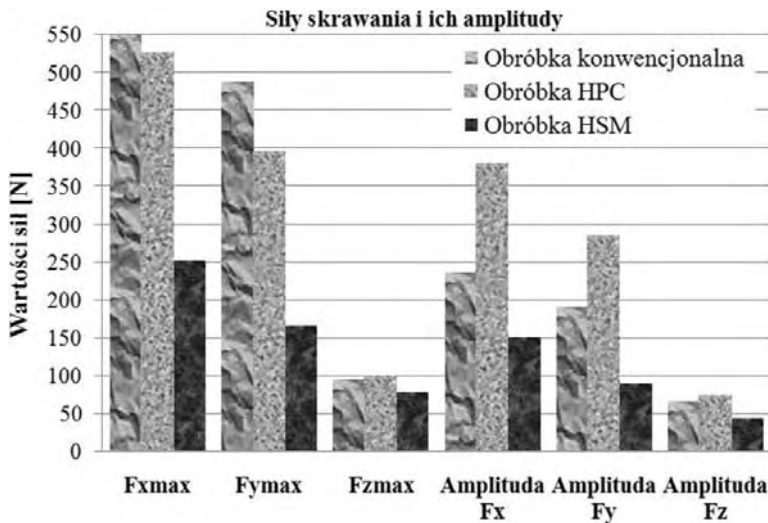 Siły skrawania i ich amplitudy
550
500
450
400
350
300
250
200
150
100
50
0
Wartości sił [N]
Obróbka konwencjonalna
Obróbka HPC
Obróbka HSM
Fxmax
Fymax
Fzmax
Amplituda
Fx
Amplituda
Fy
Amplituda
Fz